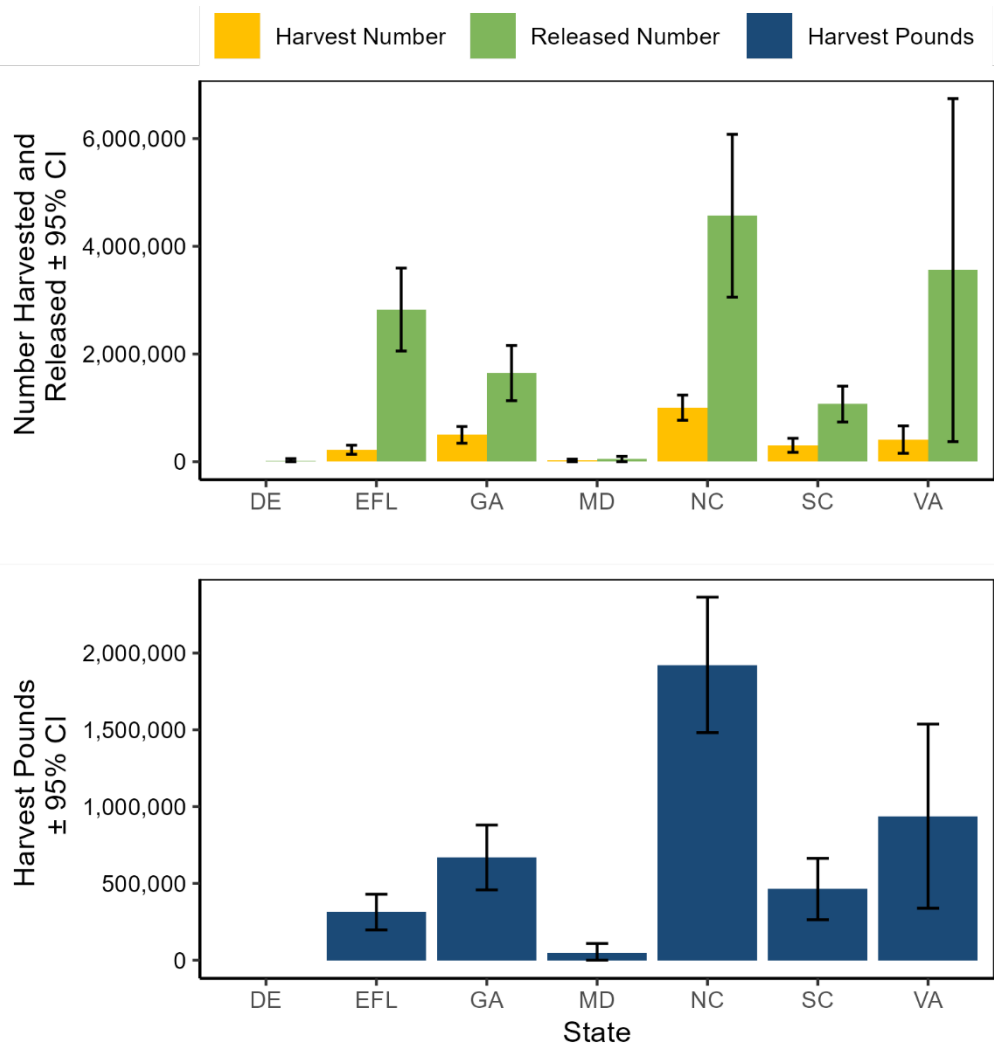 Harvest Number Released Number Harvest Pounds
Number Harvested and
Released ± 95% CI
6,000,000
4,000,000
2,000,000
0
DE EFL GA MD NC SC VA
Harvest Pounds
± 95% CI
2,000,000
1,500,000
1,000,000
500,000
0
DE EFL GA MD NC SC VA
State